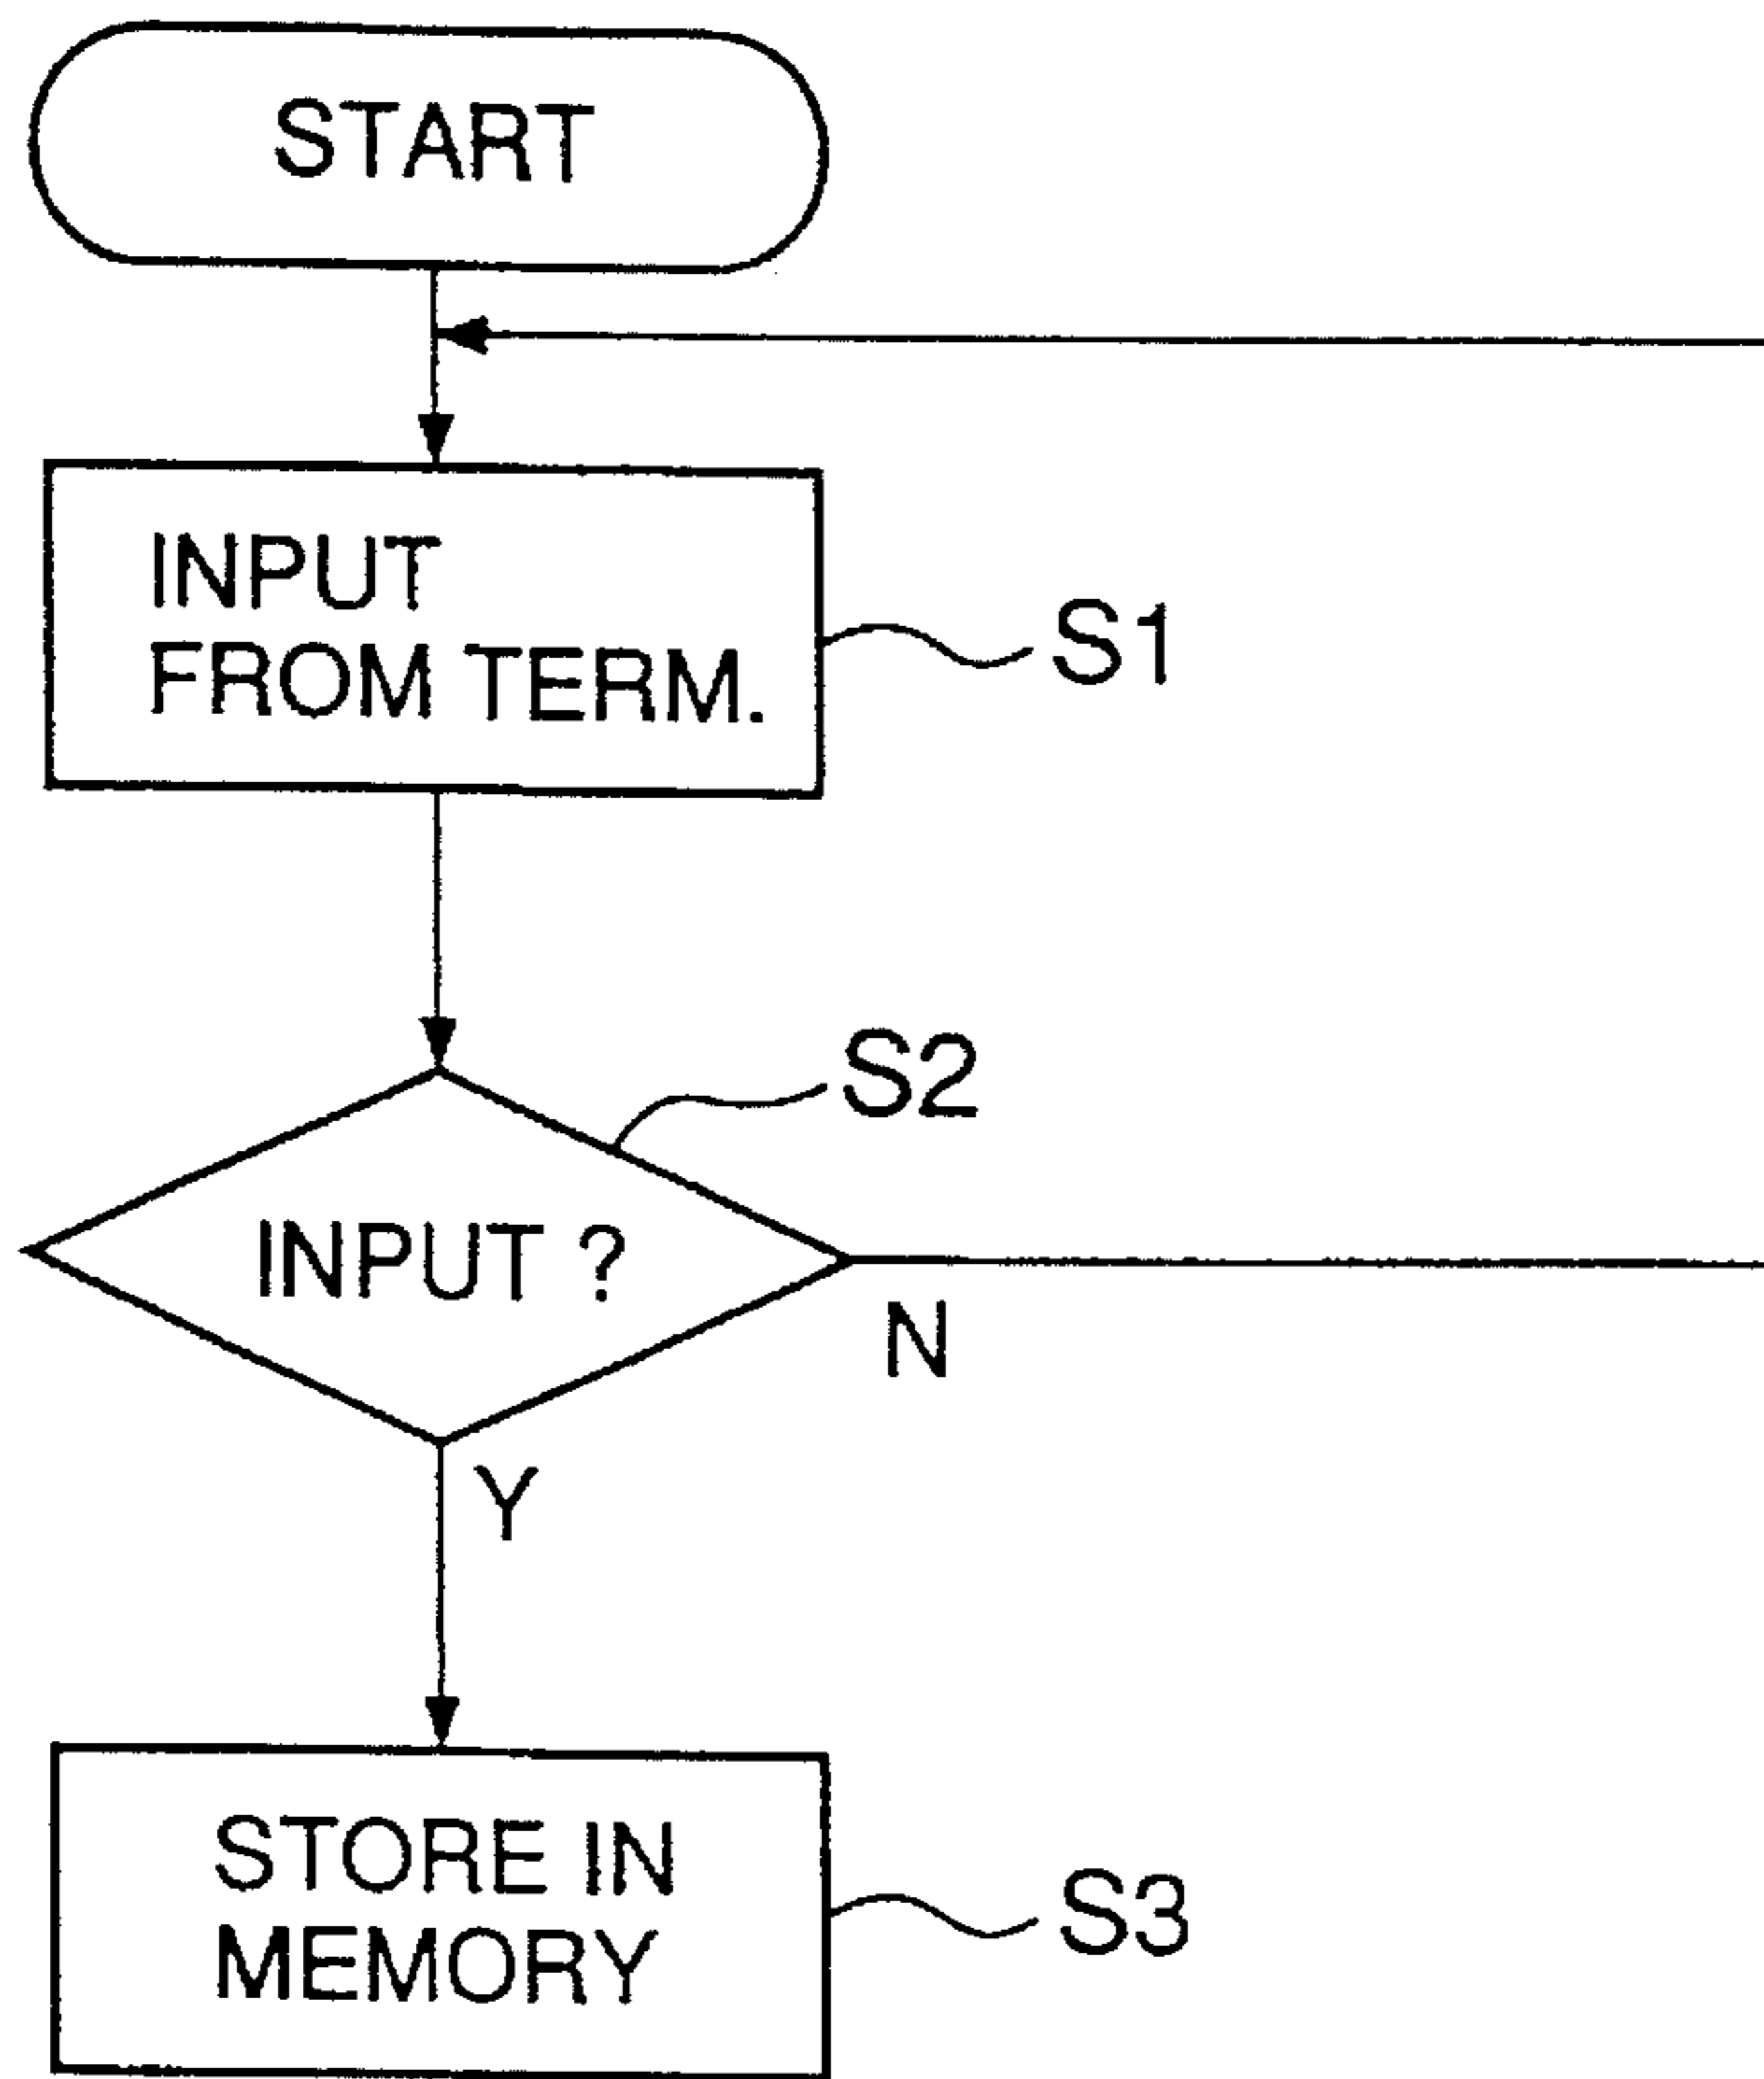 START
INPUT
FROM TERM.
S1
S2
INPUT ?
N
Y
STORE IN
MEMORY
S3